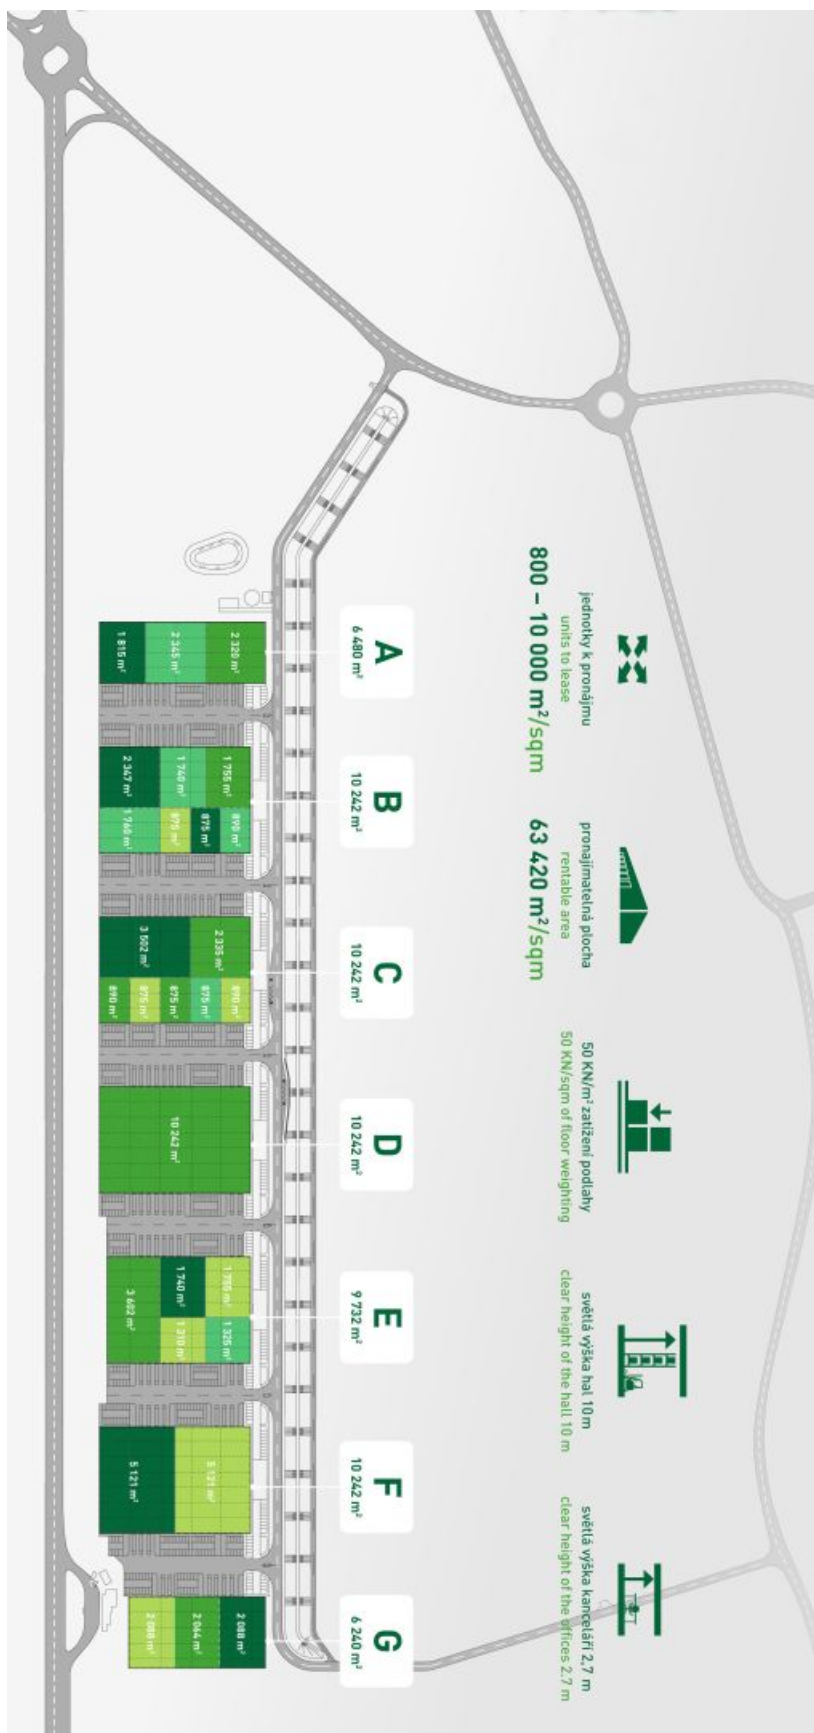 jednotky k pronájmu
units to lease
800 – 10 000 m²/sqm
pronajímatelná plocha
rentable area
63 420 m²/sqm
50 KN/m² zatížení podlahy
50 KN/sqm of floor weighting
světlá výška hal 10 m
clear height of the hall 10 m
světlá výška kanceláří 2,7 m
clear height of the offices 2.7 m
A
6 480 m²
B
10 242 m²
C
10 242 m²
D
10 242 m²
E
9 732 m²
F
10 242 m²
G
6 240 m²
2 320 m²
2 345 m²
1 815 m²
1 755 m²
890 m²
875 m²
1 740 m²
875 m²
2 347 m²
1 760 m²
2 335 m²
890 m²
875 m²
3 502 m²
875 m²
875 m²
890 m²
10 242 m²
1 755 m²
1 325 m²
1 740 m²
1 310 m²
3 602 m²
5 121 m²
5 121 m²
2 088 m²
2 064 m²
2 088 m²